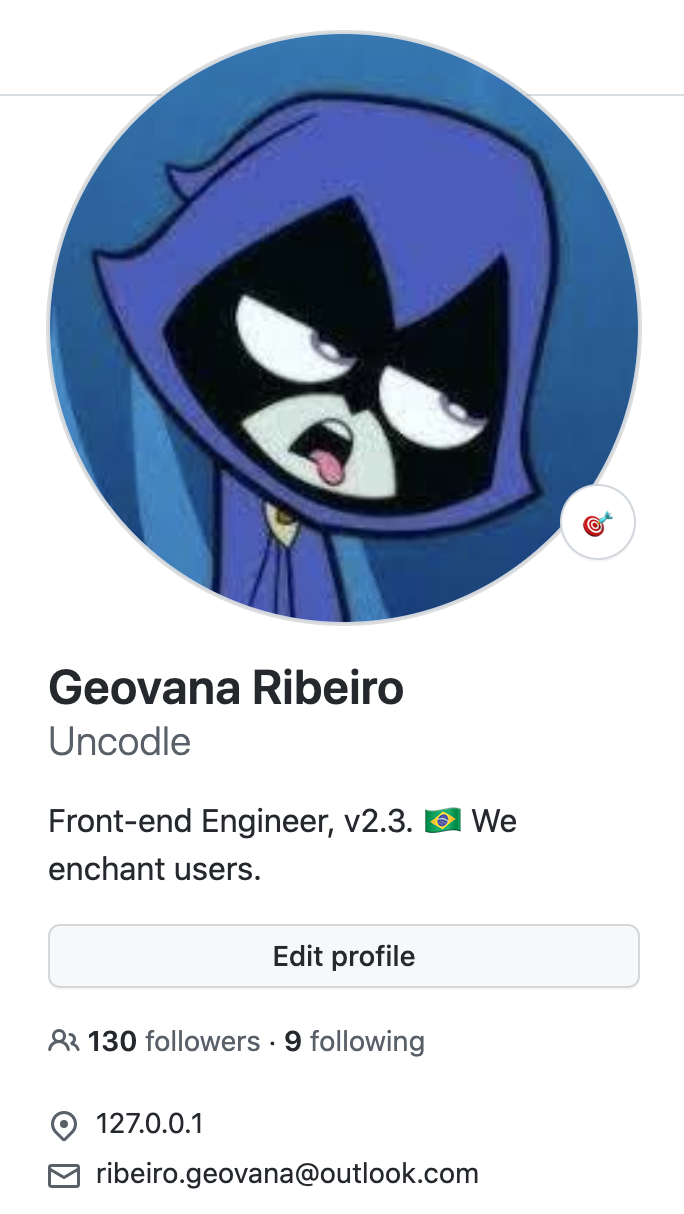 Geovana Ribeiro
Uncodle
Front-end Engineer, v2.3. 🇧🇷 We
enchant users.
Edit profile
130 followers · 9 following
127.0.0.1
ribeiro.geovana@outlook.com